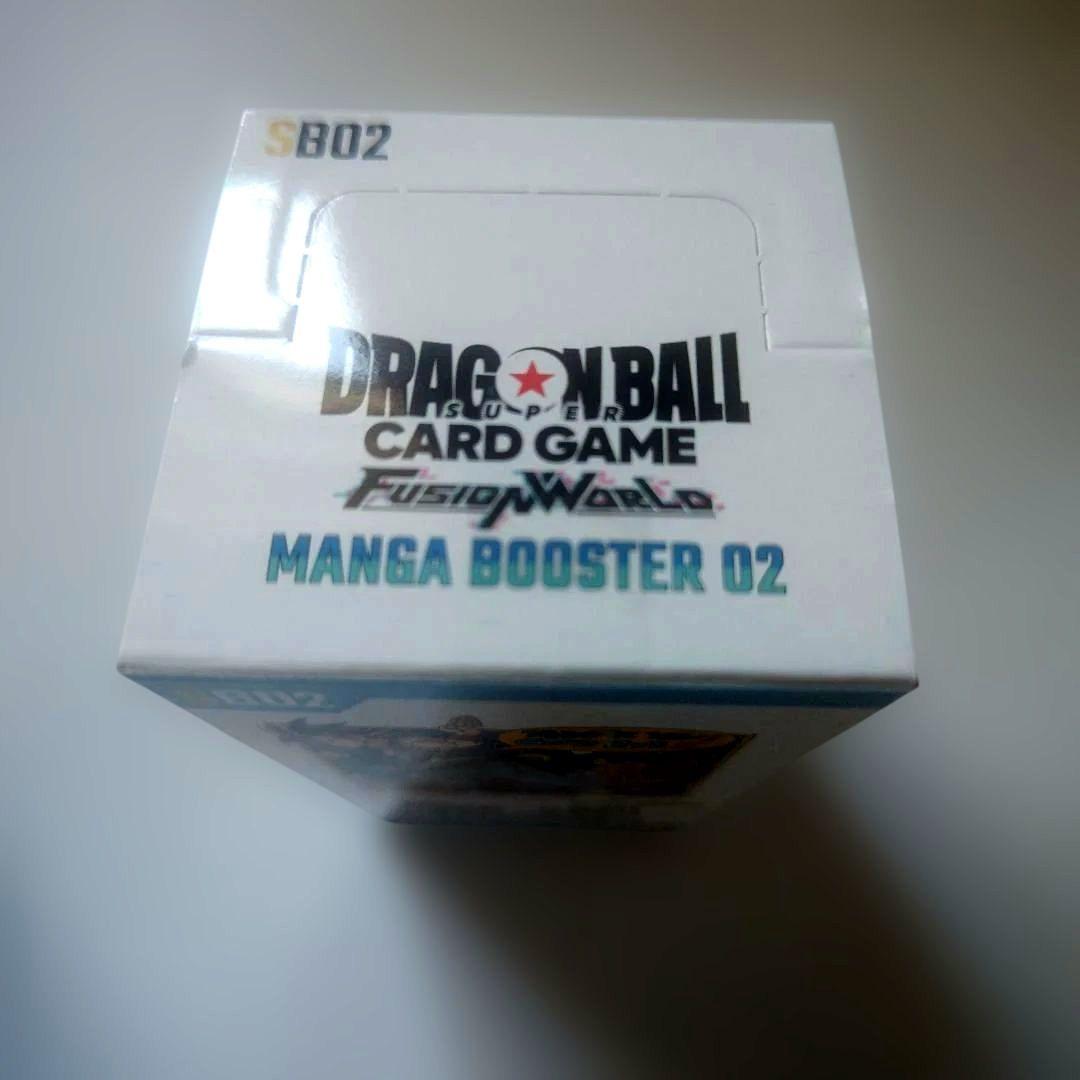 SB02
DRAGON BALL
SUPER
CARD GAME
FUSION WORLD
MANGA BOOSTER 02
SB02